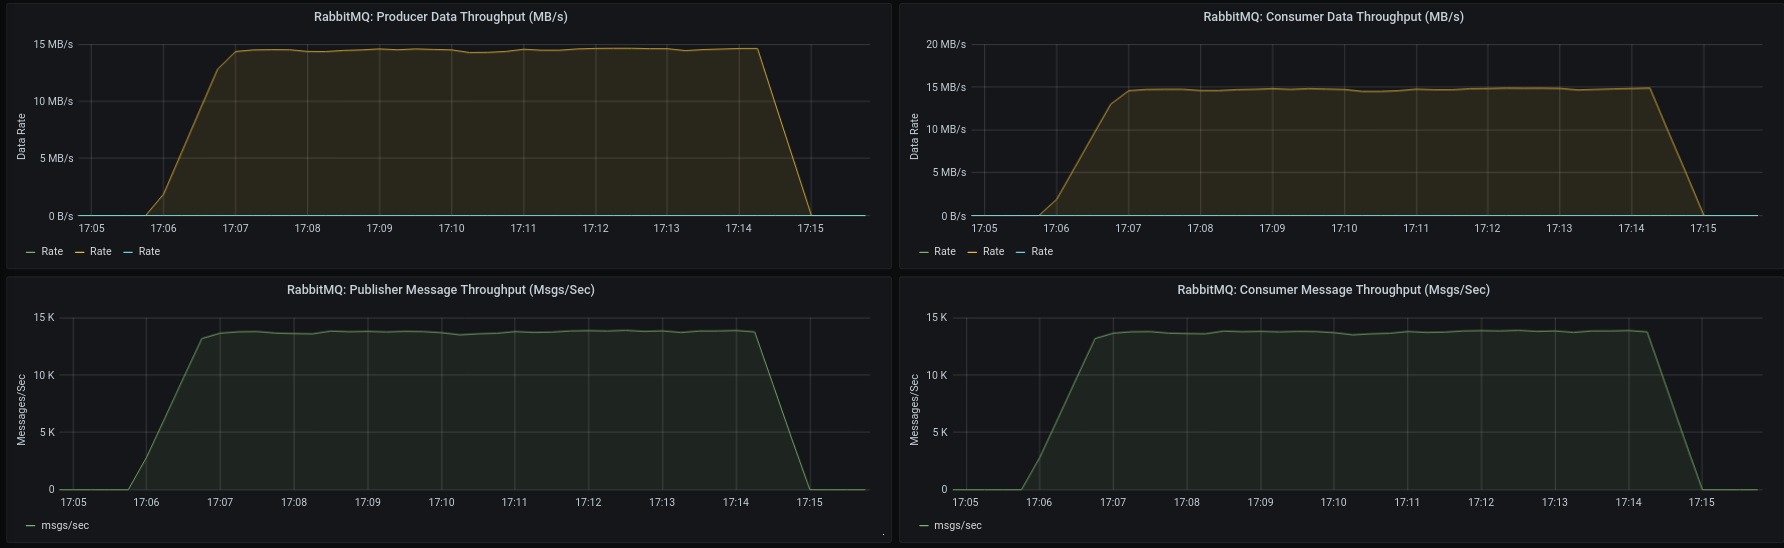 RabbitMQ: Producer Data Throughput (MB/s)
15 MB/s
10 MB/s
5 MB/s
0 B/s
Data Rate
17:05 17:06 17:07 17:08 17:09 17:10 17:11 17:12 17:13 17:14 17:15
Rate Rate Rate
RabbitMQ: Consumer Data Throughput (MB/s)
20 MB/s
15 MB/s
10 MB/s
5 MB/s
0 B/s
Data Rate
17:05 17:06 17:07 17:08 17:09 17:10 17:11 17:12 17:13 17:14 17:15
Rate Rate Rate
RabbitMQ: Publisher Message Throughput (Msgs/Sec)
15 K
10 K
5 K
0
Messages/Sec
17:05 17:06 17:07 17:08 17:09 17:10 17:11 17:12 17:13 17:14 17:15
msgs/sec
RabbitMQ: Consumer Message Throughput (Msgs/Sec)
15 K
10 K
5 K
0
Messages/Sec
17:05 17:06 17:07 17:08 17:09 17:10 17:11 17:12 17:13 17:14 17:15
msgs/sec